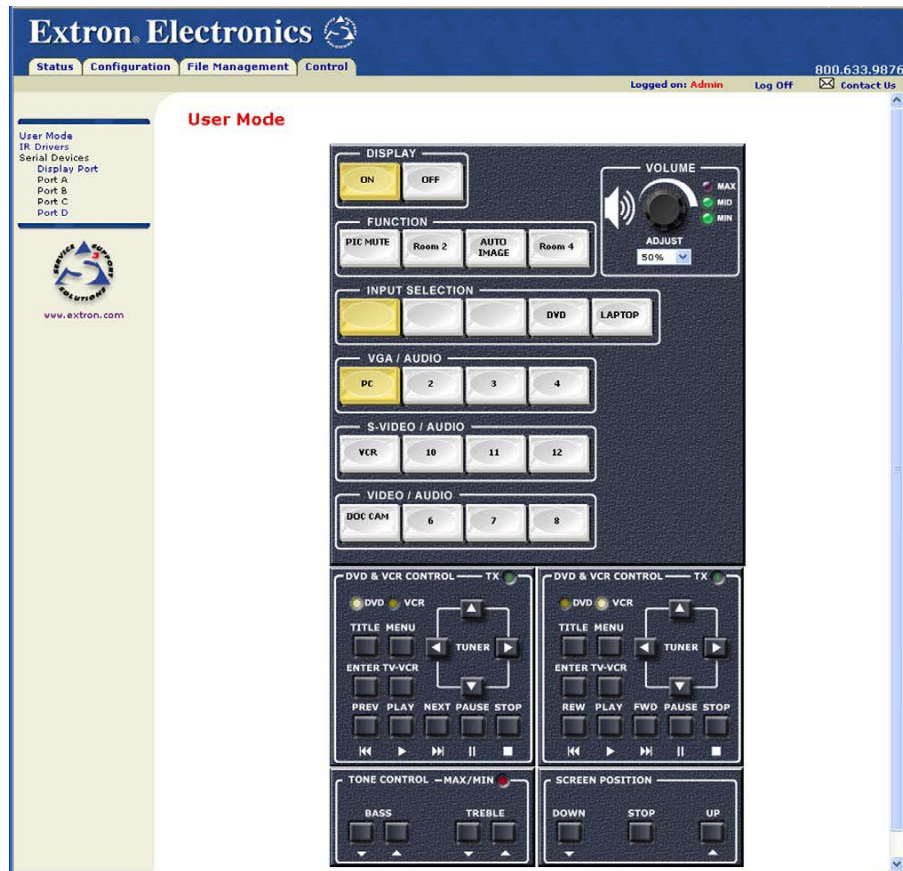 Extron® Electronics
Status Configuration File Management Control
800.633.9876
Logged on: Admin Log Off Contact Us
User Mode
IR Drivers
Serial Devices
Display Port
Port A
Port B
Port C
Port D
SERVICE SUPPORT SOLUTIONS
3
www.extron.com
User Mode
DISPLAY
ON OFF
VOLUME
MAX
MID
MIN
ADJUST
50%
FUNCTION
PIC MUTE Room 2 AUTO IMAGE Room 4
INPUT SELECTION
DVD LAPTOP
VGA / AUDIO
PC 2 3 4
S-VIDEO / AUDIO
VCR 10 11 12
VIDEO / AUDIO
DOC CAM 6 7 8
DVD & VCR CONTROL TX
DVD VCR
TITLE MENU
TUNER
ENTER TV-VCR
PREV PLAY NEXT PAUSE STOP
DVD & VCR CONTROL TX
DVD VCR
TITLE MENU
TUNER
ENTER TV-VCR
REW PLAY FWD PAUSE STOP
TONE CONTROL –MAX/MIN
BASS TREBLE
SCREEN POSITION
DOWN STOP UP